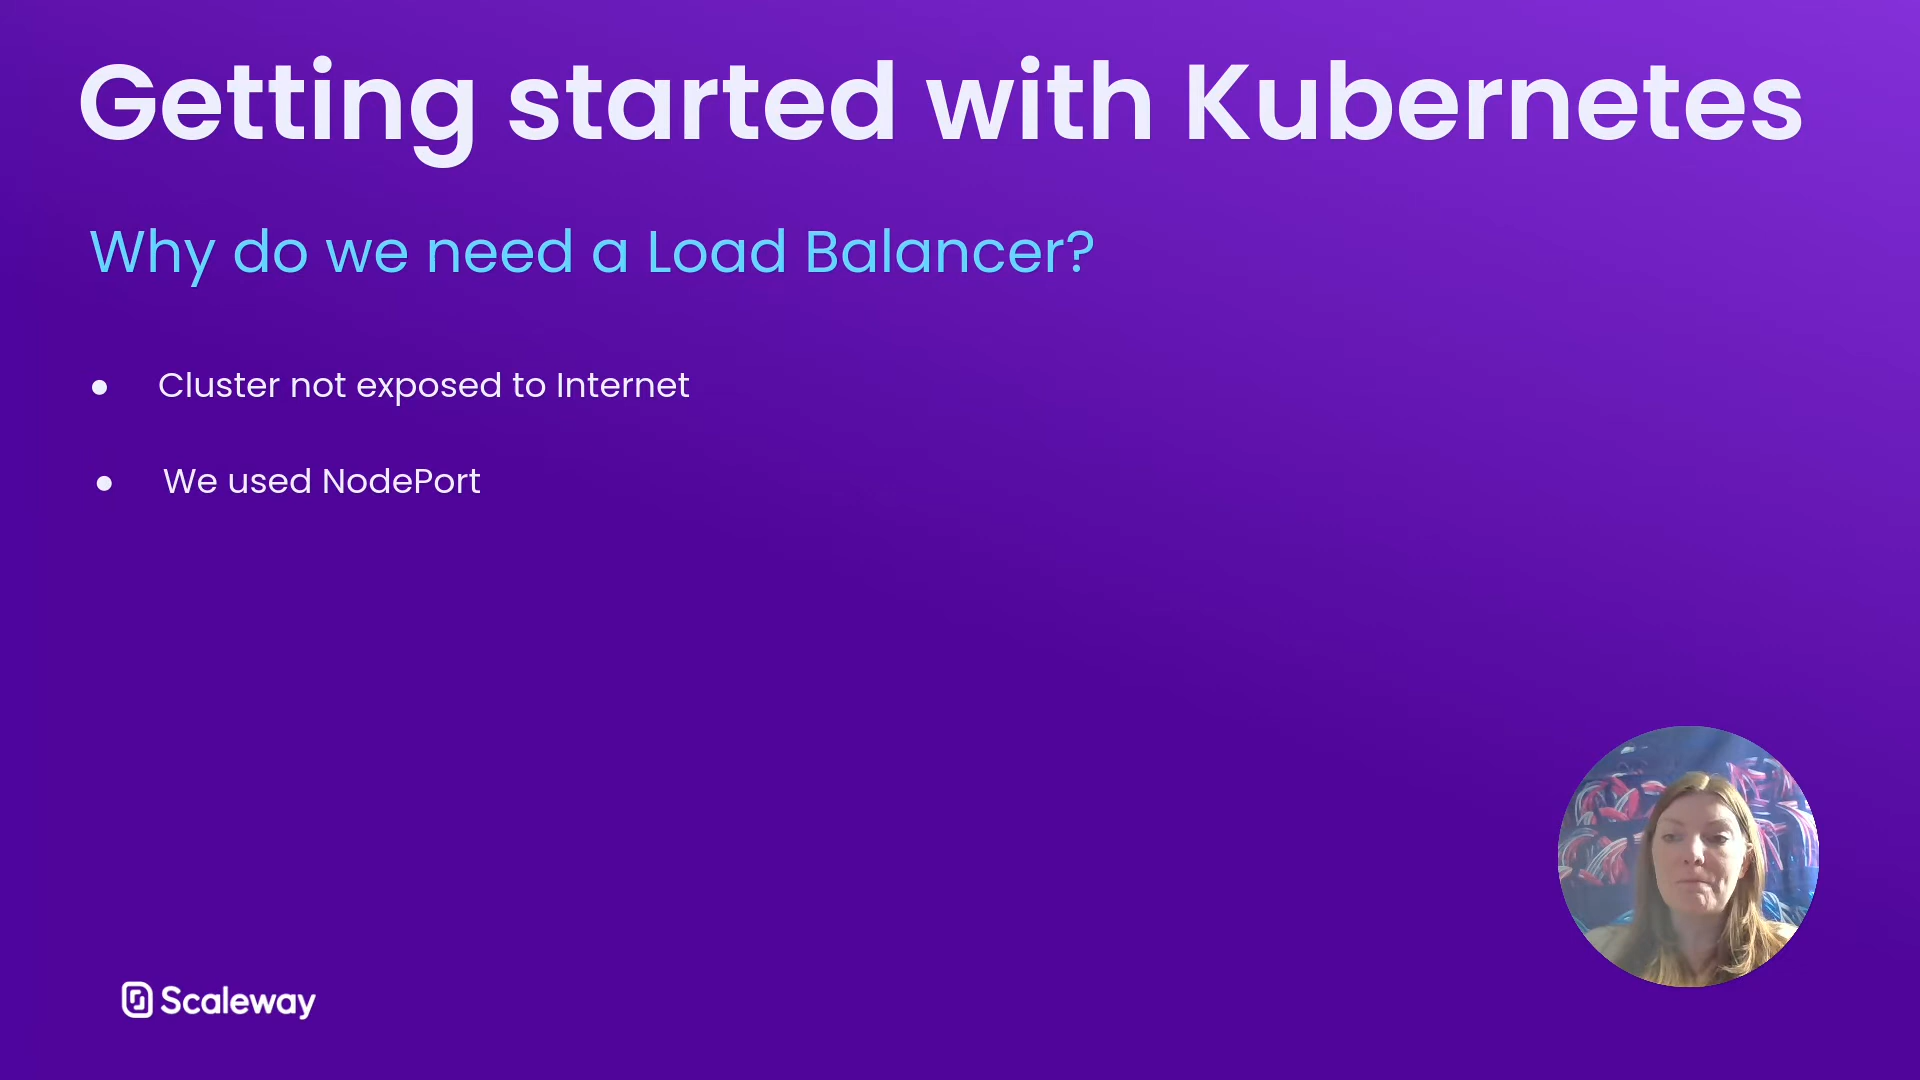 Getting started with Kubernetes
Why do we need a Load Balancer?
● Cluster not exposed to Internet
● We used NodePort
Scaleway